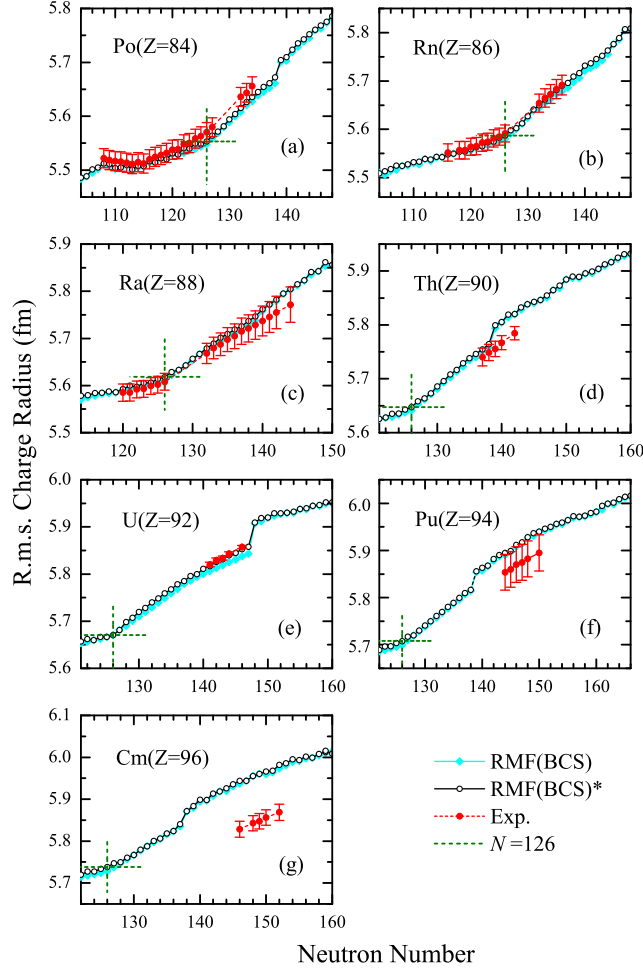 R.m.s. Charge Radius (fm)
5.8
5.7
5.6
5.5
Po(Z=84)
(a)
110 120 130 140
5.8
5.7
5.6
5.5
Rn(Z=86)
(b)
110 120 130 140
5.9
5.8
5.7
5.6
5.5
Ra(Z=88)
(c)
120 130 140 150
5.9
5.8
5.7
5.6
Th(Z=90)
(d)
120 130 140 150 160
6.0
5.9
5.8
5.7
5.6
U(Z=92)
(e)
130 140 150 160
6.0
5.9
5.8
5.7
Pu(Z=94)
(f)
130 140 150 160
6.1
6.0
5.9
5.8
5.7
Cm(Z=96)
(g)
130 140 150 160
RMF(BCS)
RMF(BCS)*
Exp.
N =126
Neutron Number